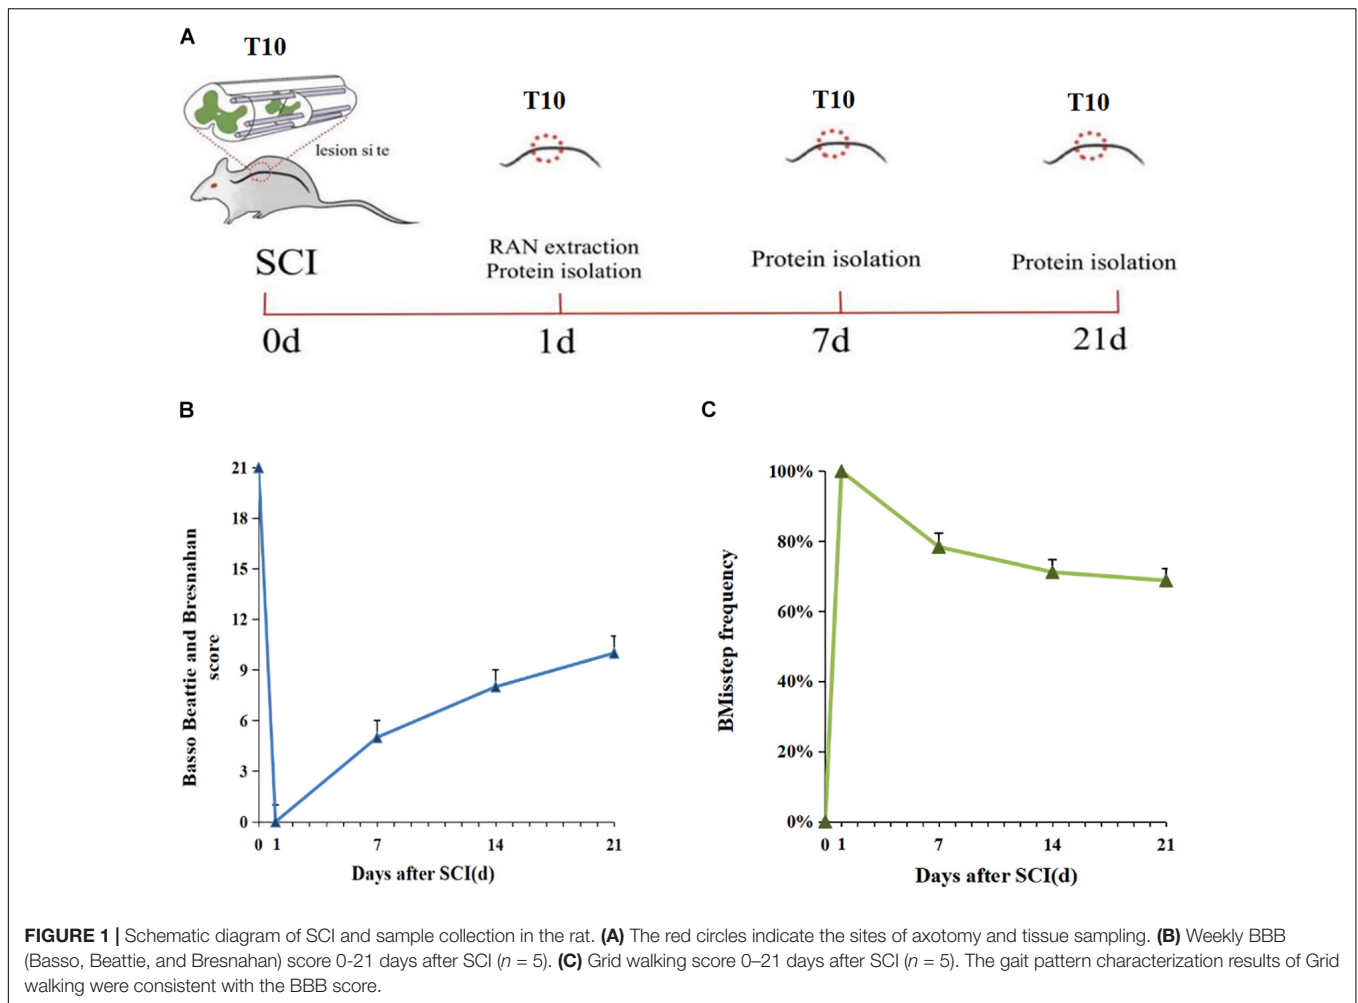 A
T10
lesion site
T10
T10
T10
SCI
RAN extraction
Protein isolation
Protein isolation
Protein isolation
0d
1d
7d
21d
B
Basso Beattie and Bresnahan
score
21
18
15
12
9
6
3
0
0 1 7 14 21
Days after SCI(d)
C
BMisstep frequency
100%
80%
60%
40%
20%
0%
0 1 7 14 21
Days after SCI(d)
FIGURE 1 | Schematic diagram of SCI and sample collection in the rat. (A) The red circles indicate the sites of axotomy and tissue sampling. (B) Weekly BBB
(Basso, Beattie, and Bresnahan) score 0-21 days after SCI (n = 5). (C) Grid walking score 0–21 days after SCI (n = 5). The gait pattern characterization results of Grid
walking were consistent with the BBB score.